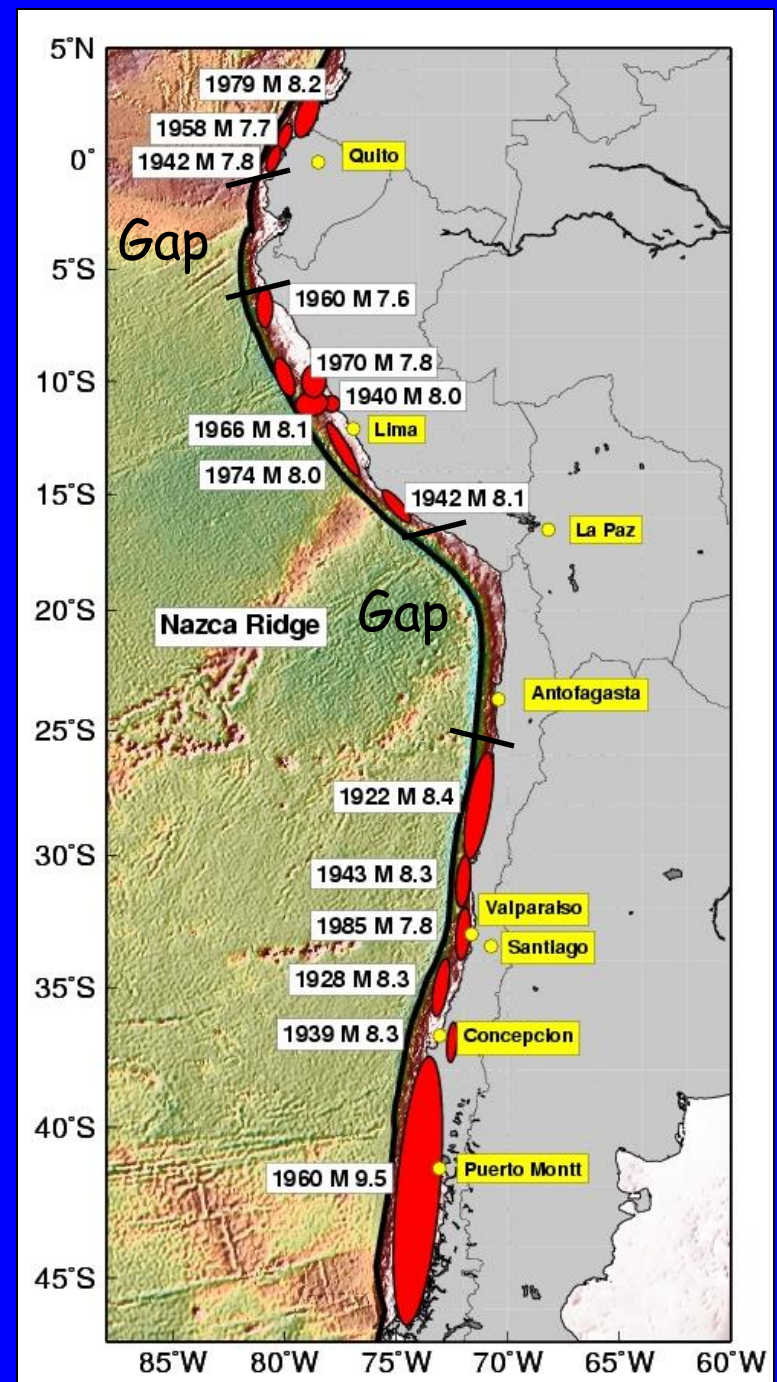 5°N
1979 M 8.2
1958 M 7.7
1942 M 7.8
Quito
0°
Gap
5°S
1960 M 7.6
1970 M 7.8
10°S
1940 M 8.0
1966 M 8.1
Lima
1974 M 8.0
15°S
1942 M 8.1
La Paz
20°S
Gap
Nazca Ridge
Antofagasta
25°S
1922 M 8.4
30°S
1943 M 8.3
Valparaiso
1985 M 7.8
Santiago
1928 M 8.3
35°S
1939 M 8.3
Concepcion
40°S
Puerto Montt
1960 M 9.5
45°S
85°W 80°W 75°W 70°W 65°W 60°W